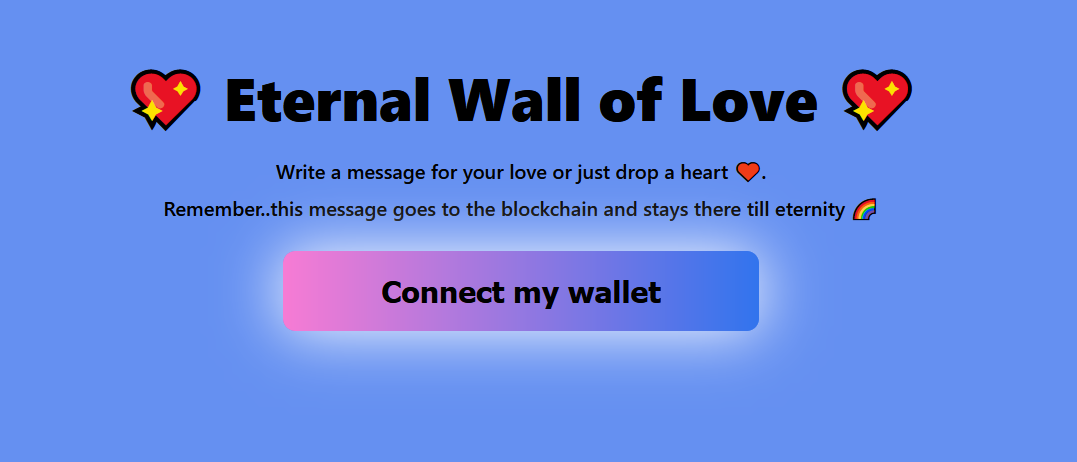 💖 Eternal Wall of Love 💖
Write a message for your love or just drop a heart ❤️.
Remember..this message goes to the blockchain and stays there till eternity 🌈
Connect my wallet